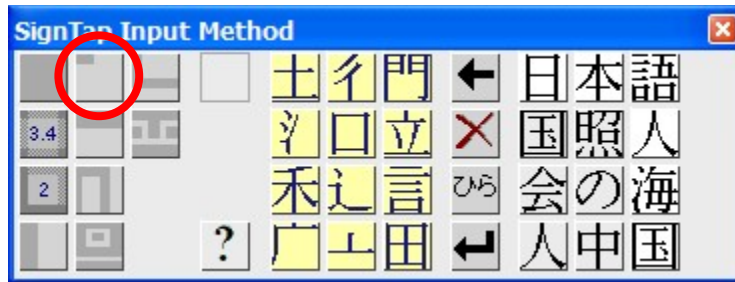 SignTap Input Method
土 彳 門 日 本 語
3.4 氵 口 立 国 照 人
2 禾 辶 言 ひら 会 の 海
? 广 亠 田 人 中 国